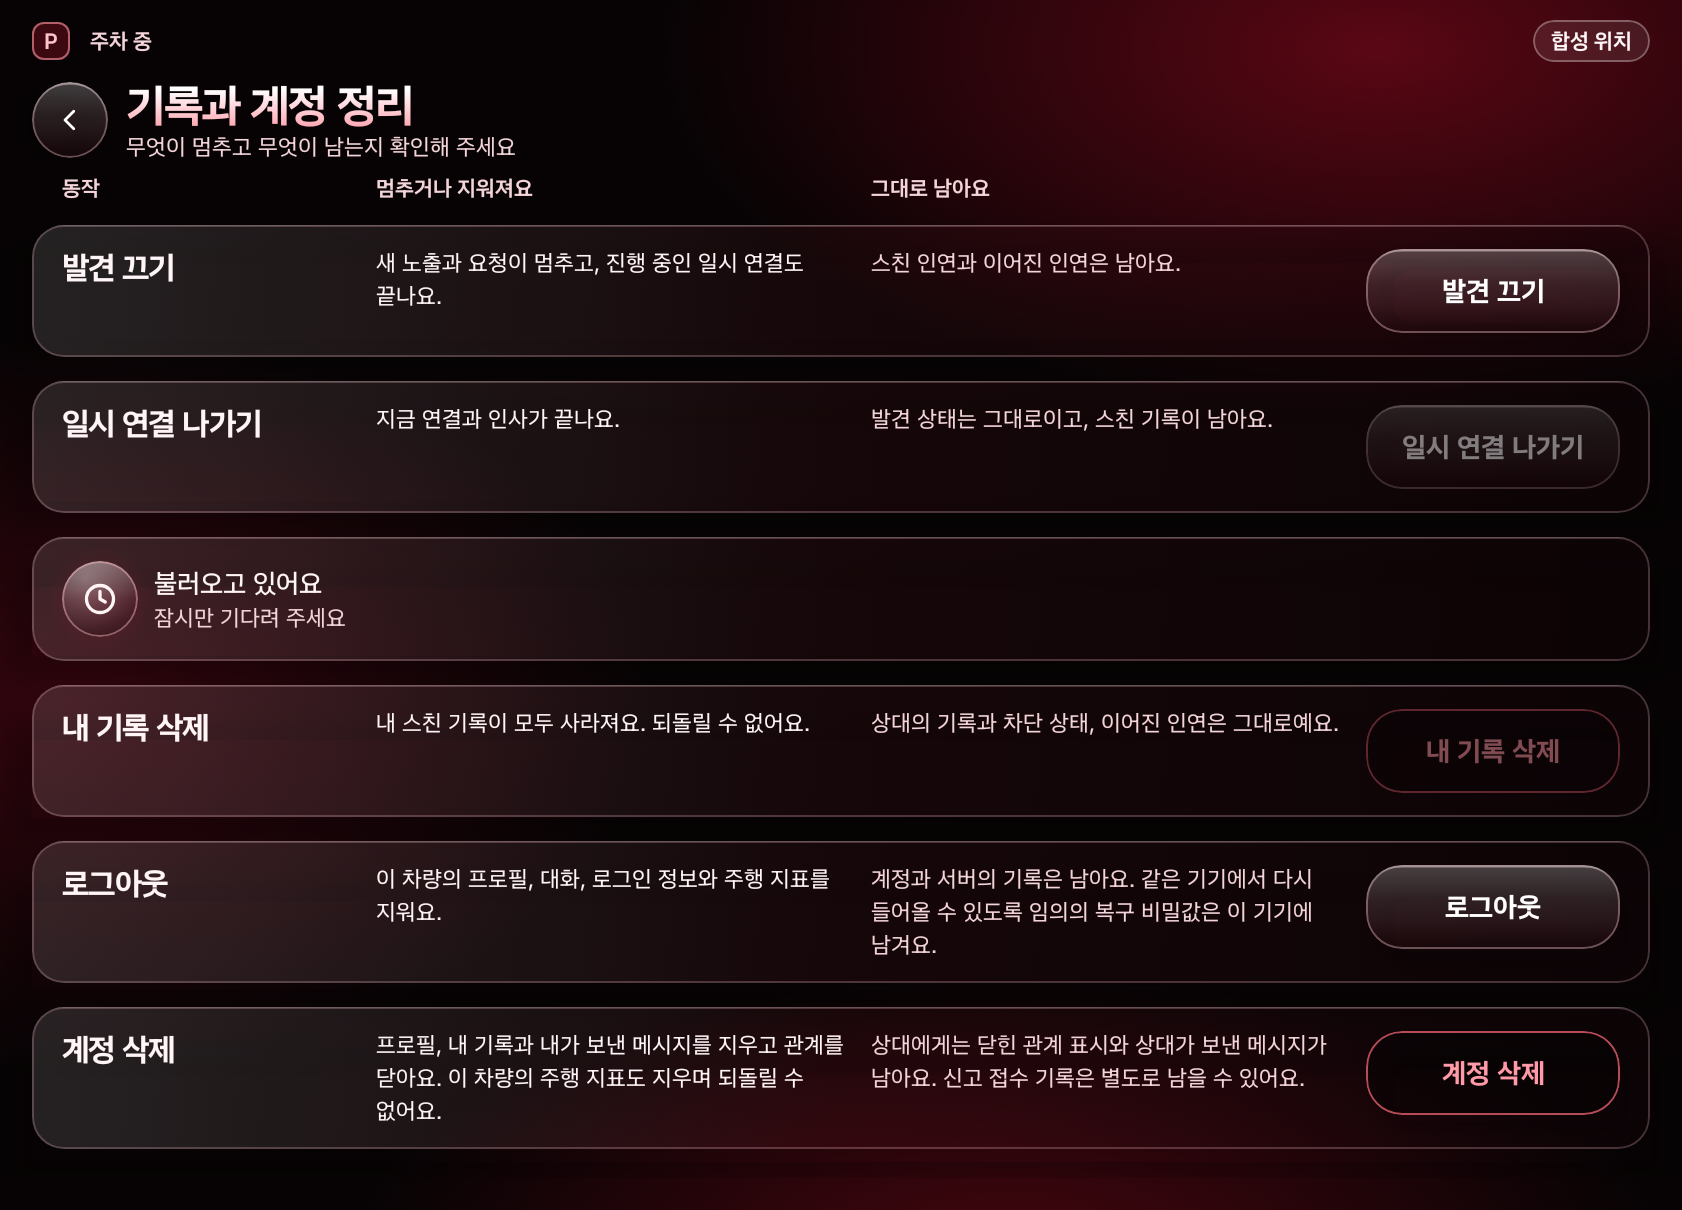 P 주차 중
합성 위치
기록과 계정 정리
무엇이 멈추고 무엇이 남는지 확인해 주세요
동작 멈추거나 지워져요 그대로 남아요
발견 끄기
새 노출과 요청이 멈추고, 진행 중인 일시 연결도
끝나요.
스친 인연과 이어진 인연은 남아요.
발견 끄기
일시 연결 나가기
지금 연결과 인사가 끝나요.
발견 상태는 그대로이고, 스친 기록이 남아요.
일시 연결 나가기
불러오고 있어요
잠시만 기다려 주세요
내 기록 삭제
내 스친 기록이 모두 사라져요. 되돌릴 수 없어요.
상대의 기록과 차단 상태, 이어진 인연은 그대로예요.
내 기록 삭제
로그아웃
이 차량의 프로필, 대화, 로그인 정보와 주행 지표를
지워요.
계정과 서버의 기록은 남아요. 같은 기기에서 다시
들어올 수 있도록 임의의 복구 비밀값은 이 기기에
남겨요.
로그아웃
계정 삭제
프로필, 내 기록과 내가 보낸 메시지를 지우고 관계를
닫아요. 이 차량의 주행 지표도 지우며 되돌릴 수
없어요.
상대에게는 닫힌 관계 표시와 상대가 보낸 메시지가
남아요. 신고 접수 기록은 별도로 남을 수 있어요.
계정 삭제